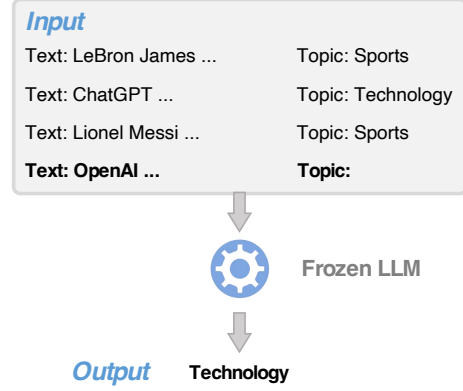 Input
Text: LeBron James ... Topic: Sports
Text: ChatGPT ... Topic: Technology
Text: Lionel Messi ... Topic: Sports
Text: OpenAI ... Topic:
Frozen LLM
Output Technology